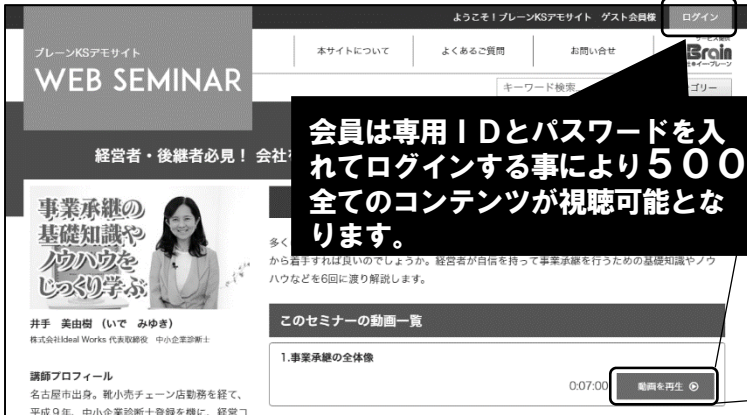 ようこそ！ブレーンKSデモサイト ゲスト会員様
ログイン
ブレーンKSデモサイト
WEB SEMINAR
本サイトについて
よくあるご質問
お問い合せ
Brain
キーワード検索
ゴリー
経営者・後継者必見！ 会社
会員は専用ＩＤとパスワードを入
れてログインする事により５００
全てのコンテンツが視聴可能とな
ります。
事業承継の
基礎知識や
ノウハウを
じっくり学ぶ
多く
から着手すれば良いのでしょうか。経営者が自信を持って事業承継を行うための基礎知識やノウ
ハウなどを6回に渡り解説します。
井手 美由樹 （いで みゆき）
株式会社Ideal Works 代表取締役 中小企業診断士
このセミナーの動画一覧
1.事業承継の全体像
0:07:00
動画を再生
講師プロフィール
名古屋市出身。靴小売チェーン店勤務を経て、
平成９年、中小企業診断士登録を機に、経営コ